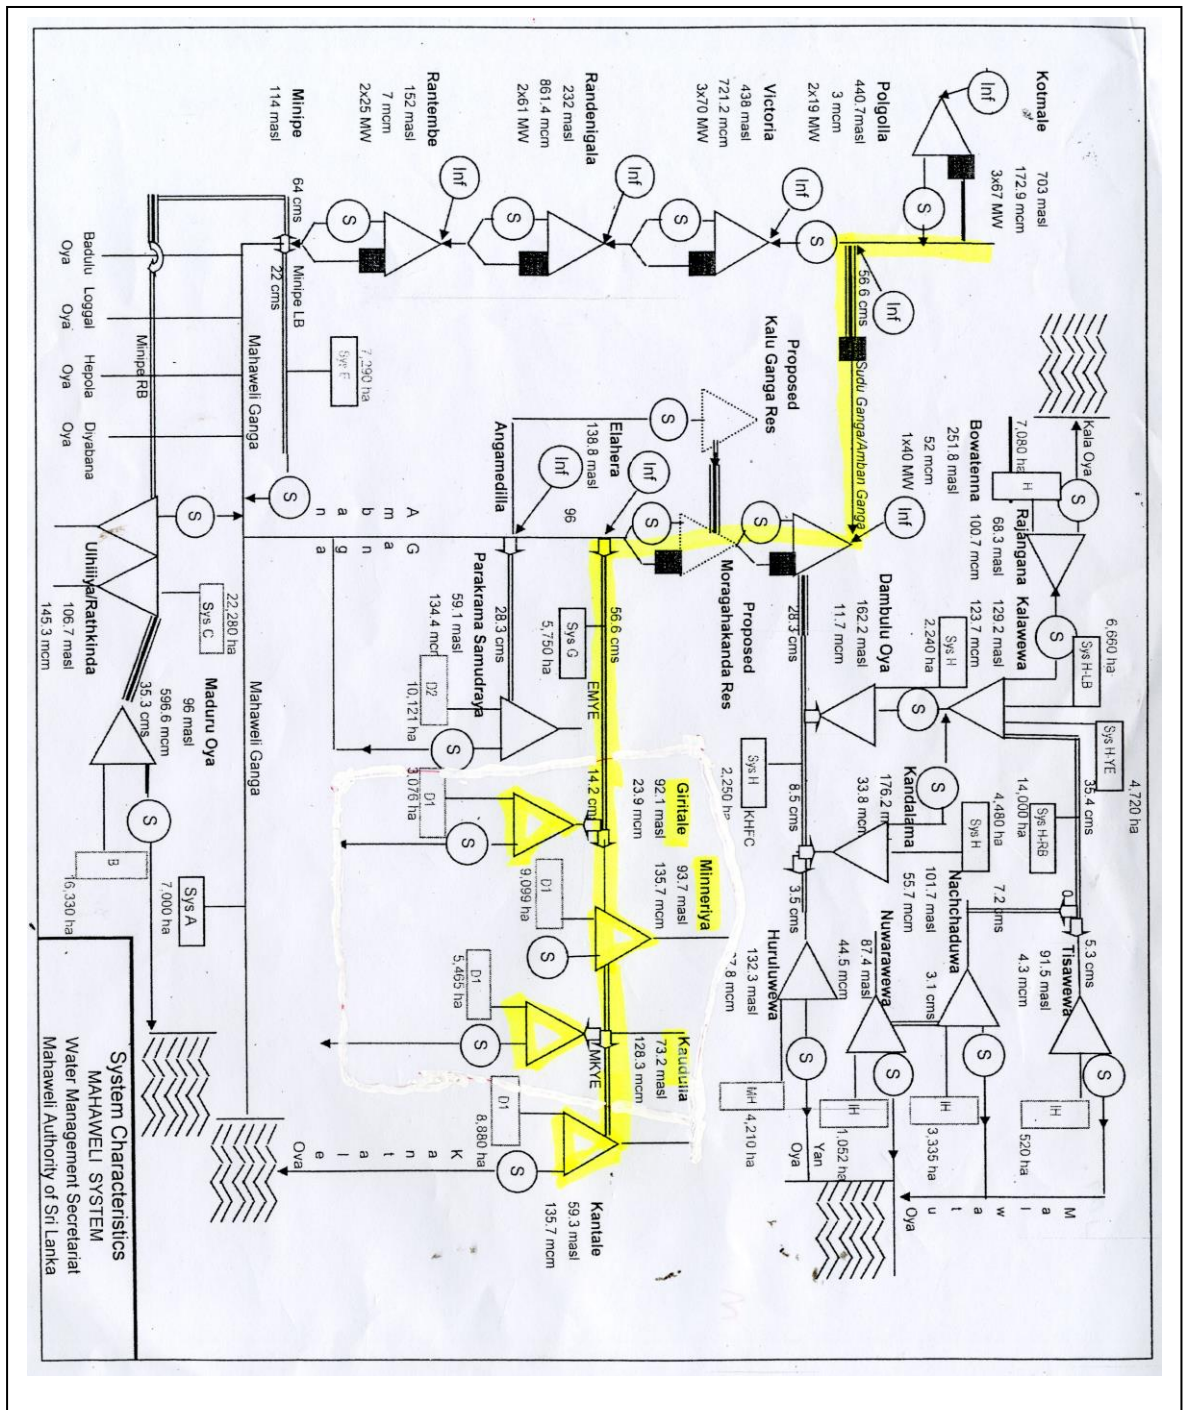 Kotmale
703 masl
172.9 mcm
3x67 MW
Inf
S
Polgolla
440.7masl
3 mcm
2x19 MW
Inf
56.6 cms
Sudu Ganga/Amban Ganga
S
Victoria
438 masl
721.2 mcm
3x70 MW
Inf
S
Randenigala
232 masl
861.4 mcm
2x61 MW
Inf
S
Rantembe
152 masl
7 mcm
2x25 MW
Inf
S
Minipe
114 masl
64 cms
Minipe LB
22 cms
7,290 ha
S
Mahaweli Ganga
Minipe RB
Badulu
Oya
Loggal
Oya
Hepola
Oya
Diyabana
Oya
Kala Oya
S
7,080 ha
H
Rajangana
68.3 masl
100.7 mcm
Bowatenna
251.8 masl
52 mcm
1x40 MW
Inf
S
Kalawewa
129.2 masl
123.7 mcm
S
6,660 ha
Sys H-LB
Sys H-YE
4,720 ha
35.4 cms
14,000 ha
Sys H-RB
Dambulu Oya
162.2 masl
11.7 mcm
Sys H
2,240 ha
S
28.3 cms
Kandalama
176.2 m
33.8 mcm
S
4,480 ha
Sys H
Sys H
2,250 ha
KHFC
8.5 cms
3.5 cms
Nachchaduwa
101.7 masl
55.7 mcm
7.2 cms
3.1 cms
S
IH
3,335 ha
Nuwarawewa
87.4 masl
44.5 mcm
S
IH
1,052 ha
Tisawewa
91.5 masl
4.3 mcm
5.3 cms
S
IH
520 ha
M a l w a t u
Oya
Huruluwewa
132.3 masl
S
MH
4,210 ha
Yan
Oya
Proposed
Kalu Ganga Res
S
Proposed
Moragahakanda Res
S
Elahera
138.8 masl
Inf
56.6 cms
EMYE
Sys G
5,750 ha
Angamedilla
Inf
96
28.3 cms
A m b a n
G a n g a
Parakrama Samudraya
59.1 masl
134.4 mcm
D2
10,121 ha
S
14.2 cms
Giritale
92.1 masl
23.9 mcm
D1
3,076 ha
S
Minneriya
93.7 masl
135.7 mcm
D1
9,099 ha
S
Kaudulla
73.2 masl
128.3 mcm
D1
5,465 ha
S
Kantale
59.3 masl
135.7 mcm
D1
8,880 ha
S
K a n t a l e
Mahaweli Ganga
S
Ulhiiiya/Rathkinda
106.7 masl
145.3 mcm
Sys C
22,280 ha
Maduru Oya
96 masl
596.6 mcm
35.3 cms
S
B
16,330 ha
Sys A
7,000 ha
System Characteristics
MAHAWELI SYSTEM
Water Management Secretariat
Mahaweli Authority of Sri Lanka